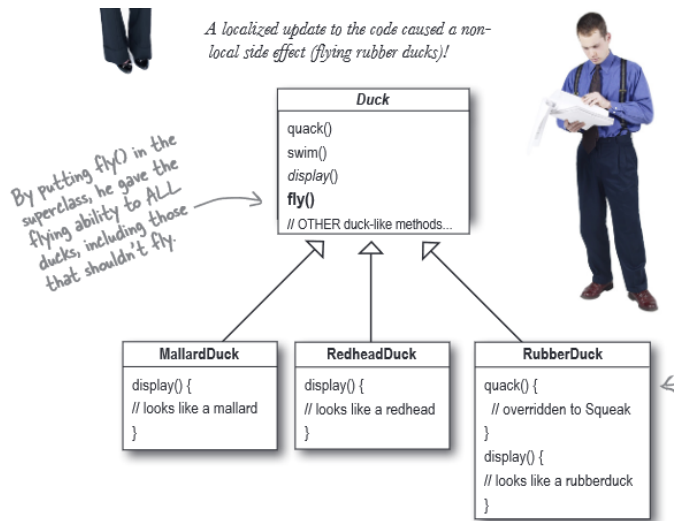 A localized update to the code caused a non-
local side effect (flying rubber ducks)!
Duck
quack()
swim()
display()
fly()
// OTHER duck-like methods...
By putting fly() in the
superclass, he gave the
flying ability to ALL
ducks, including those
that shouldn't fly.
MallardDuck
display() {
// looks like a mallard
}
RedheadDuck
display() {
// looks like a redhead
}
RubberDuck
quack() {
// overridden to Squeak
}
display() {
// looks like a rubberduck
}